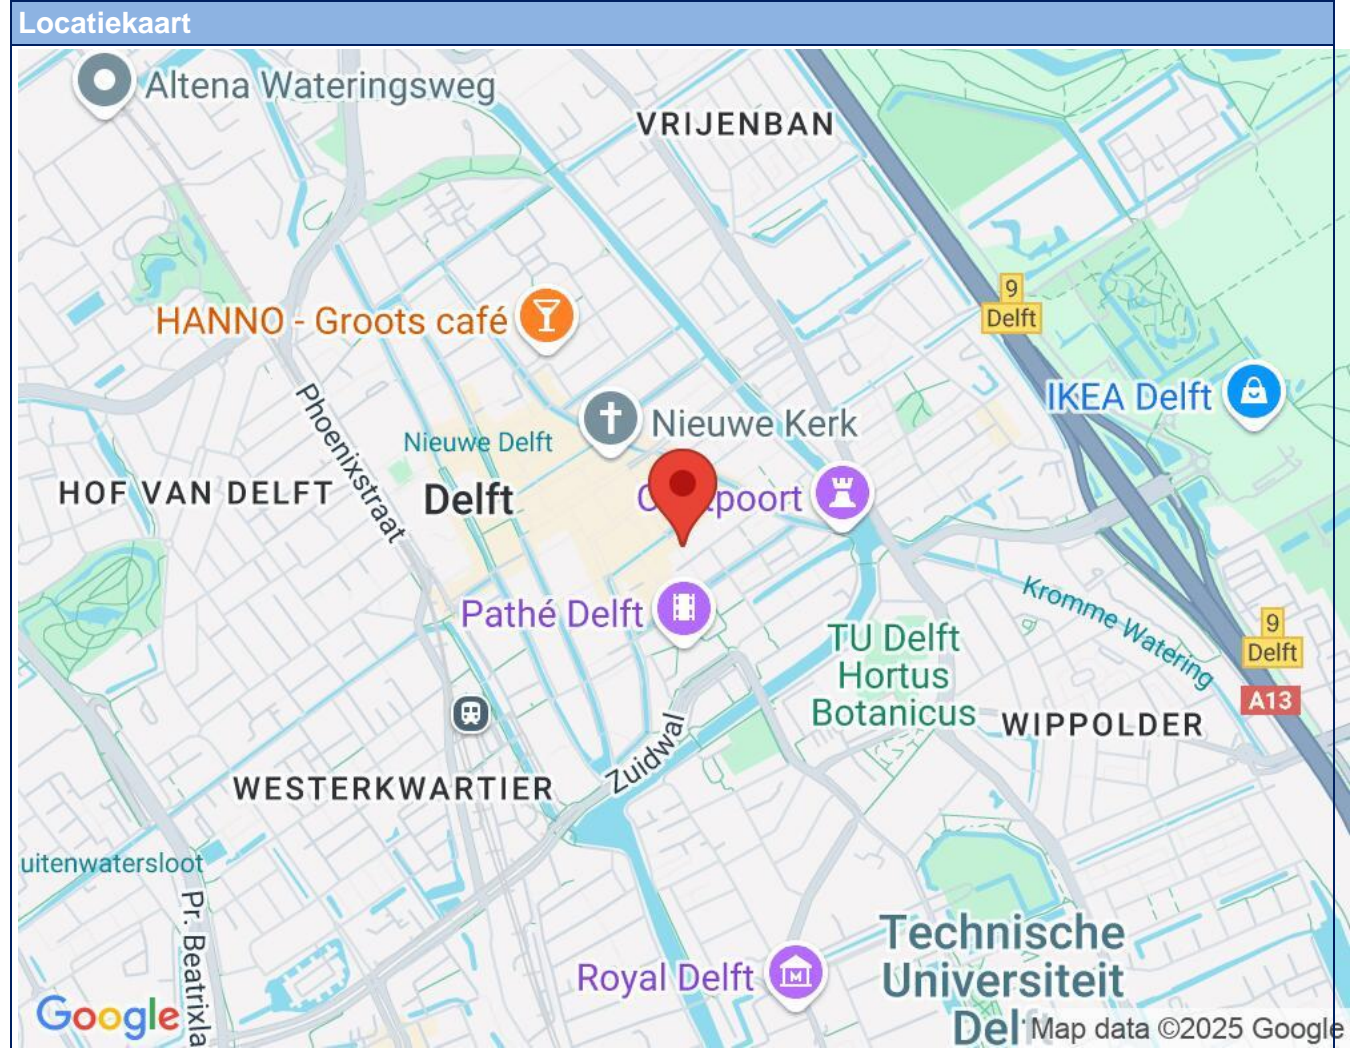 Locatiekaart
Altena Wateringsweg
VRIJENBAN
HANNO - Groots café
9
Delft
IKEA Delft
Phoenixstraat
Nieuwe Kerk
Nieuwe Delft
HOF VAN DELFT
Delft
Kromme Watering
Pathé Delft
TU Delft
Hortus
Botanicus
9
Delft
A13
WIPPOLDER
Zuidwal
WESTERKWARTIER
uitenwatersloot
Pr. Beatrixla
Technische
Universiteit
Royal Delft
Google
Map data ©2025 Google